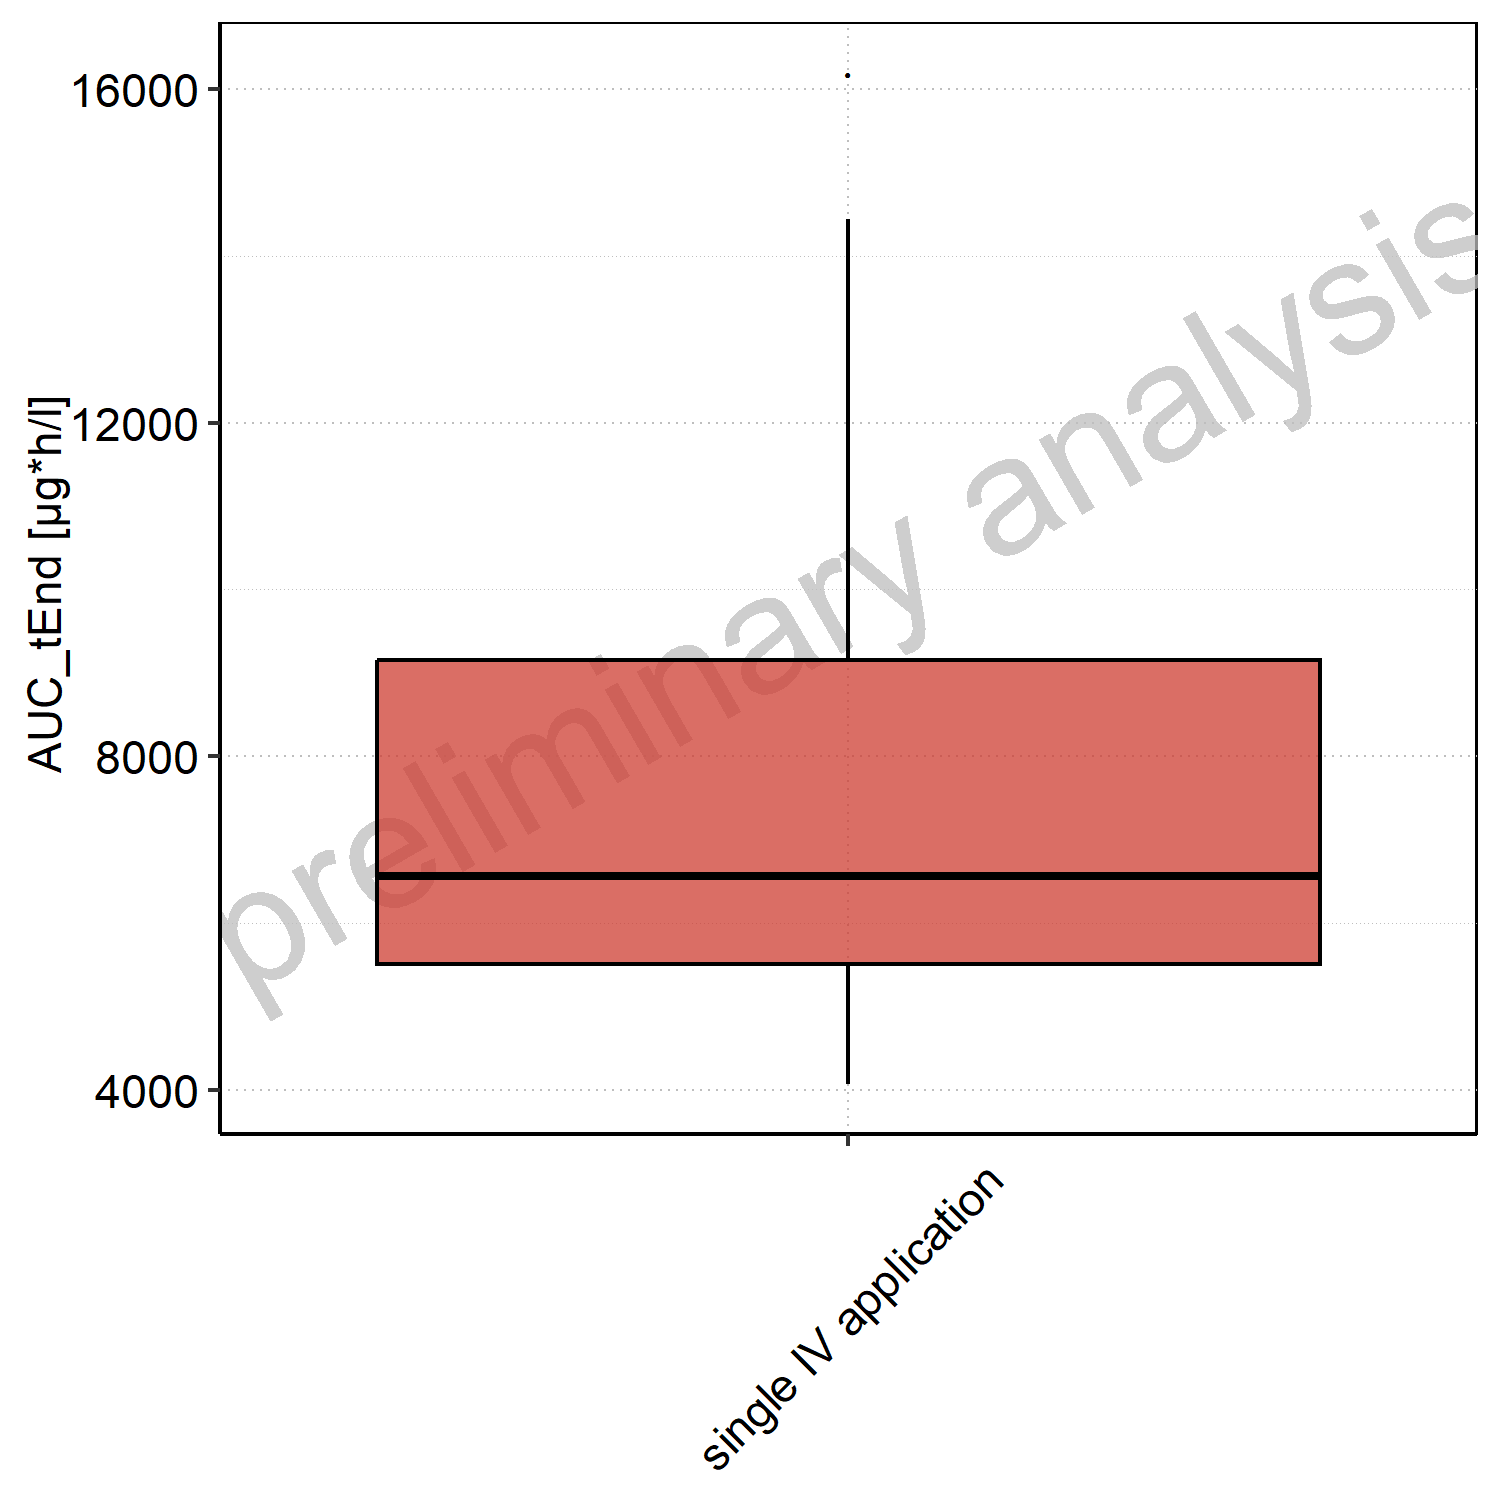 16000
12000
8000
4000
AUC_tEnd [µg*h/l]
preliminary analysis
single IV application